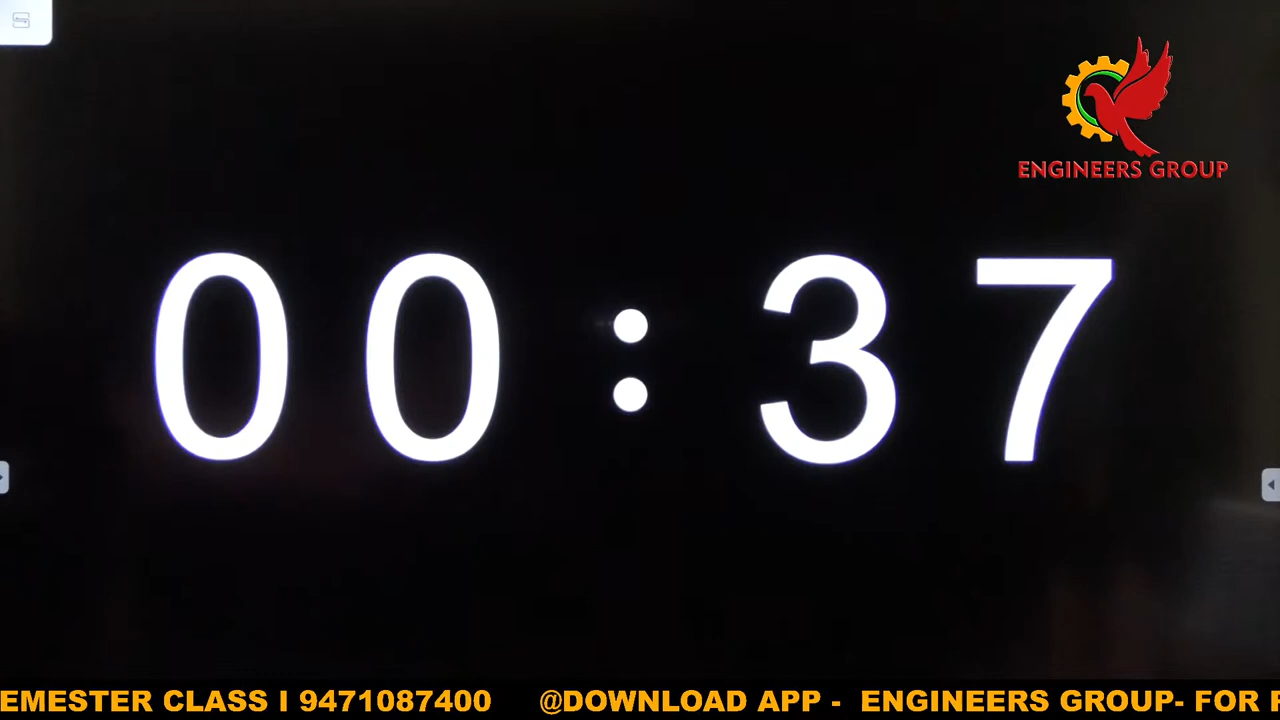 ENGINEERS GROUP
00:37
EMESTER CLASS I 9471087400 @DOWNLOAD APP - ENGINEERS GROUP- FOR